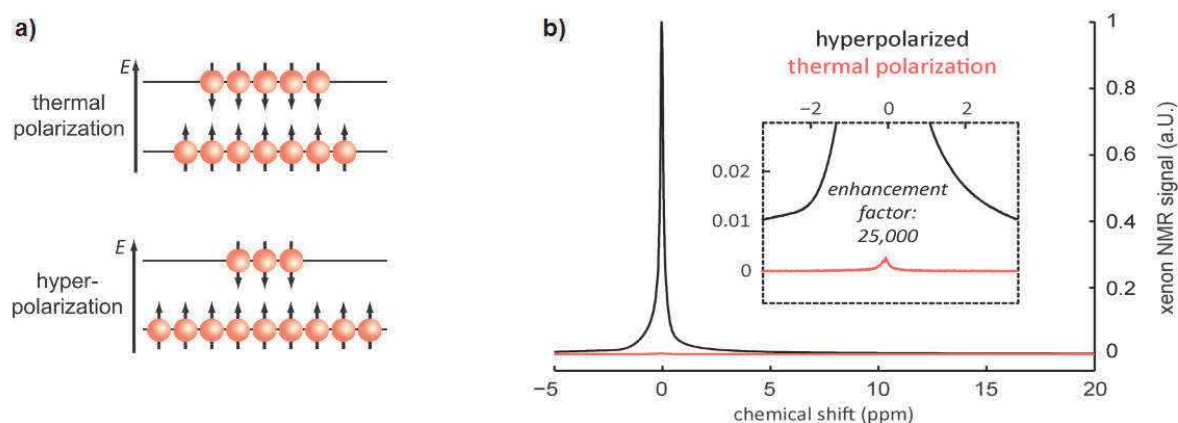 a)
E
thermal
polarization
E
hyper-
polarization
b)
hyperpolarized
thermal polarization
−2 0 2
0.02
0.01
0
enhancement
factor:
25,000
1
0.8
0.6
0.4
0.2
0
xenon NMR signal (a.U.)
−5 0 5 10 15 20
chemical shift (ppm)